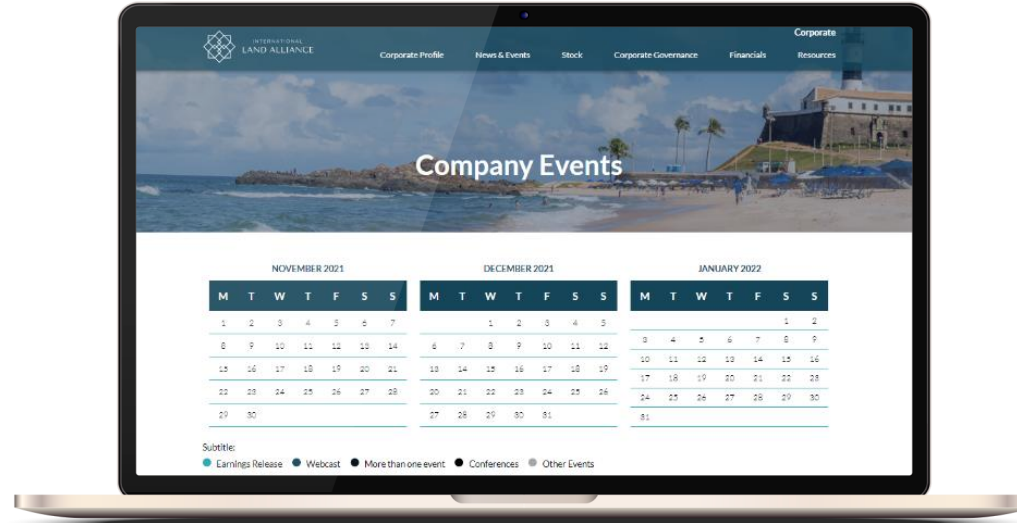 Corporate
INTERNATIONAL
LAND ALLIANCE
Corporate Profile News & Events Stock Corporate Governance Financials Resources
Company Events
NOVEMBER 2021
M T W T F S S
1 2 3 4 5 6 7
8 9 10 11 12 13 14
15 16 17 18 19 20 21
22 23 24 25 26 27 28
29 30
DECEMBER 2021
M T W T F S S
1 2 3 4 5
6 7 8 9 10 11 12
13 14 15 16 17 18 19
20 21 22 23 24 25 26
27 28 29 30 31
JANUARY 2022
M T W T F S S
1 2
3 4 5 6 7 8 9
10 11 12 13 14 15 16
17 18 19 20 21 22 23
24 25 26 27 28 29 30
31
Subtitle:
Earnings Release Webcast More than one event Conferences Other Events